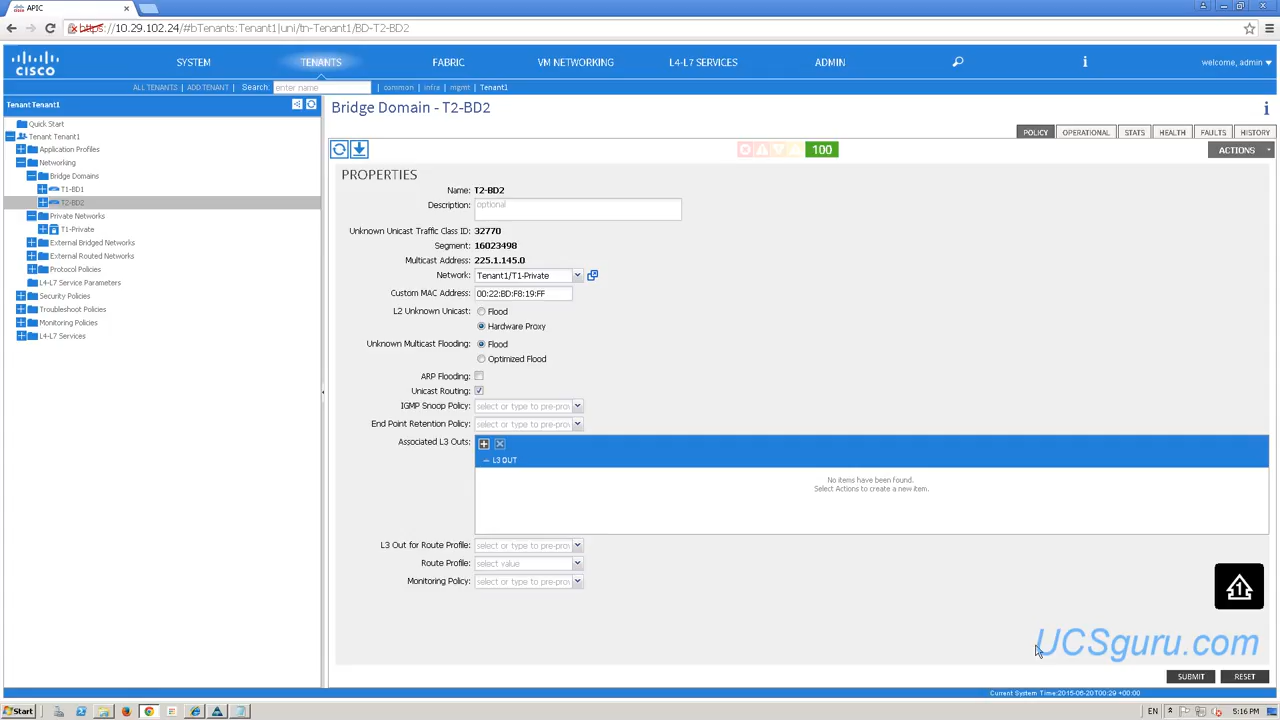 APIC
https://10.29.102.24/#bTenants:Tenant1|uni/tn-Tenant1/BD-T2-BD2
CISCO
SYSTEM
TENANTS
FABRIC
VM NETWORKING
L4-L7 SERVICES
ADMIN
welcome, admin
ALL TENANTS | ADD TENANT | Search: enter name | common | infra | mgmt | Tenant1
Tenant Tenant1
Quick Start
Tenant Tenant1
Application Profiles
Networking
Bridge Domains
T1-BD1
T2-BD2
Private Networks
T1-Private
External Bridged Networks
External Routed Networks
Protocol Policies
L4-L7 Service Parameters
Security Policies
Troubleshoot Policies
Monitoring Policies
L4-L7 Services
Bridge Domain - T2-BD2
i
POLICY
OPERATIONAL
STATS
HEALTH
FAULTS
HISTORY
100
ACTIONS
PROPERTIES
Name: T2-BD2
Description: optional
Unknown Unicast Traffic Class ID: 32770
Segment: 16023498
Multicast Address: 225.1.145.0
Network: Tenant1/T1-Private
Custom MAC Address: 00:22:BD:F8:19:FF
L2 Unknown Unicast: Flood
Hardware Proxy
Unknown Multicast Flooding: Flood
Optimized Flood
ARP Flooding:
Unicast Routing:
IGMP Snoop Policy: select or type to pre-prov
End Point Retention Policy: select or type to pre-prov
Associated L3 Outs:
L3 OUT
No items have been found.
Select Actions to create a new item.
L3 Out for Route Profile: select or type to pre-prov
Route Profile: select value
Monitoring Policy: select or type to pre-prov
1
UCSguru.com
SUBMIT
RESET
Current System Time:2015-06-20T00:29 +00:00
Start
EN
5:16 PM